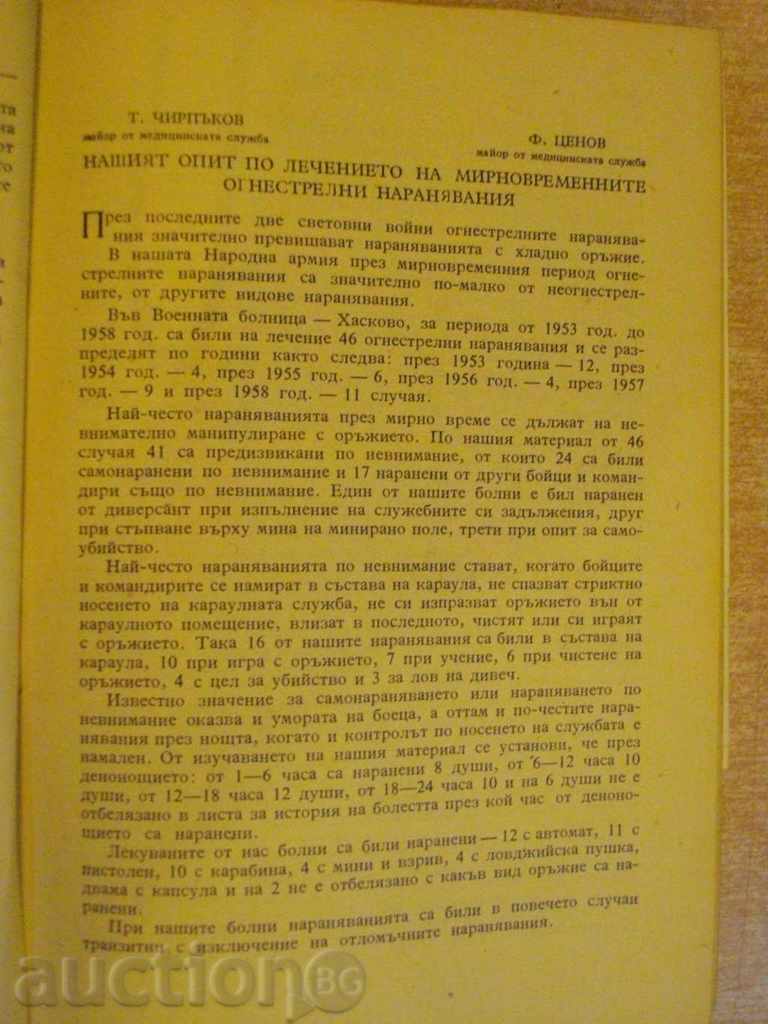 Т. ЧИРПЪКОВ
майор от медицинската служба
Ф. ЦЕНОВ
майор от медицинската служба
НАШИЯТ ОПИТ ПО ЛЕЧЕНИЕТО НА МИРНОВРЕМЕННИТЕ
ОГНЕСТРЕЛНИ НАРАНЯВАНИЯ
През последните две световни войни огнестрелните наранява-
ния значително превишават нараняванията с хладно оръжие.
В нашата Народна армия през мирновременния период огне-
стрелните наранявания са значително по-малко от неогнестрел-
ните, от другите видове наранявания.
Във Военната болница — Хасково, за периода от 1953 год. до
1958 год. са били на лечение 46 огнестрелни наранявания и се раз-
пределят по години както следва: през 1953 година — 12, през
1954 год. — 4, през 1955 год. — 6, през 1956 год. — 4, през 1957
год. — 9 и през 1958 год. — 11 случая.
Най-често нараняванията през мирно време се дължат на не-
внимателно манипулиране с оръжието. По нашия материал от 46
случая 41 са предизвикани по невнимание, от които 24 са били
самонаранени по невнимание и 17 наранени от други бойци и коман-
дири също по невнимание. Един от нашите болни е бил наранен
от диверсант при изпълнение на служебните си задължения, друг
при стъпване върху мина на минирано поле, трети при опит за само-
убийство.
Най-често нараняванията по невнимание стават, когато бойците
и командирите се намират в състава на караула, не спазват стриктно
носенето на караулната служба, не си изпразват оръжието вън от
караулното помещение, влизат в последното, чистят или си играят
с оръжието. Така 16 от нашите наранявания са били в състава на
караула, 10 при игра с оръжието, 7 при учение, 6 при чистене на
оръжието, 4 с цел за убийство и 3 за лов на дивеч.
Известно значение за самонараняването или нараняването по
невнимание оказва и умората на боеца, а оттам и по-честите нара-
нявания през нощта, когато и контролът по носенето на службата е
намален. От изучаването на нашия материал се установи, че през
денонощието: от 1—6 часа са наранени 8 души, от 6—12 часа 10
души, от 12—18 часа 12 души, от 18—24 часа 10 и на 6 души не е
отбелязано в листа за история на болестта през кой час от деноно-
щието са наранени.
Лекуваните от нас болни са били наранени — 12 с автомат, 11 с
пистолет, 10 с карабина, 4 с мини и взрив, 4 с ловджийска пушка,
двама с капсула и на 2 не е отбелязано с какъв вид оръжие са на-
ранени.
При нашите болни нараняванията са били в повечето случаи
транзитни с изключение на отломъчните наранявания.
auction BG